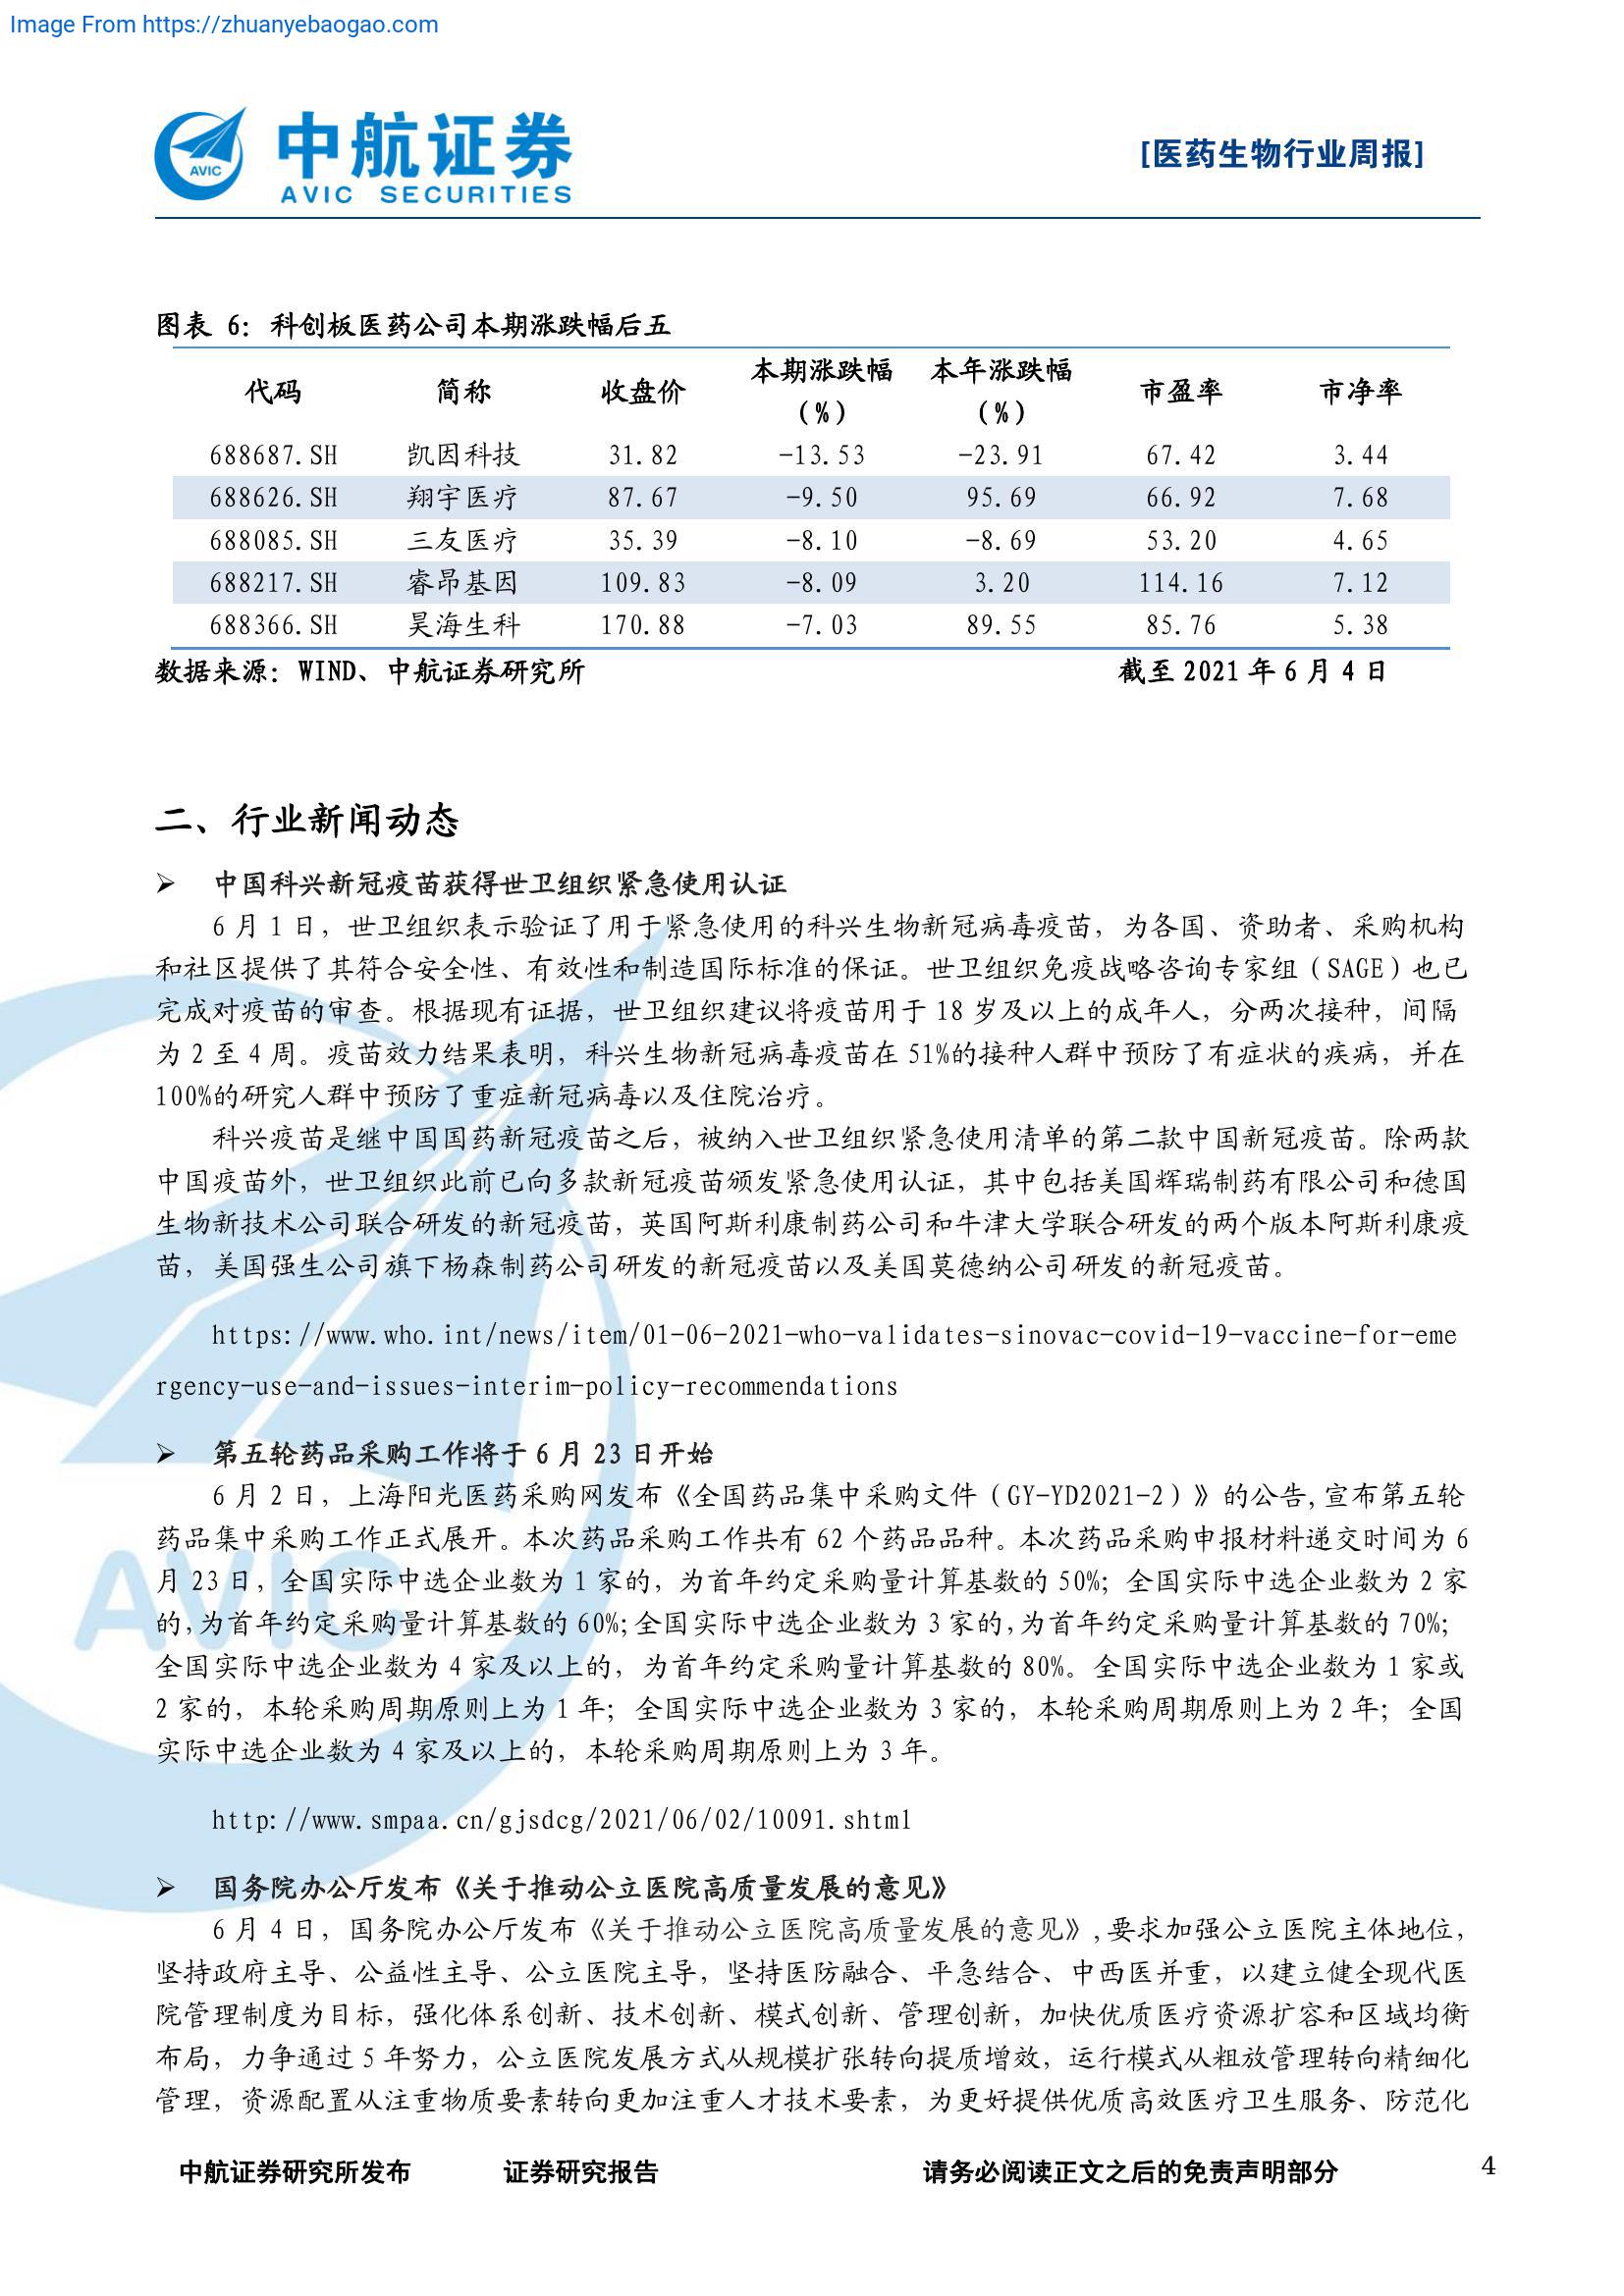 Image From https://zhuanyebaogao.com
AVIC
中航证券
AVIC SECURITIES
[医药生物行业周报]
图表 6：科创板医药公司本期涨跌幅后五
代码 简称 收盘价 本期涨跌幅（%） 本年涨跌幅（%） 市盈率 市净率
688687.SH 凯因科技 31.82 -13.53 -23.91 67.42 3.44
688626.SH 翔宇医疗 87.67 -9.50 95.69 66.92 7.68
688085.SH 三友医疗 35.39 -8.10 -8.69 53.20 4.65
688217.SH 睿昂基因 109.83 -8.09 3.20 114.16 7.12
688366.SH 昊海生科 170.88 -7.03 89.55 85.76 5.38
数据来源：WIND、中航证券研究所 截至 2021 年 6 月 4 日
二、行业新闻动态
➢ 中国科兴新冠疫苗获得世卫组织紧急使用认证
6 月 1 日，世卫组织表示验证了用于紧急使用的科兴生物新冠病毒疫苗，为各国、资助者、采购机构
和社区提供了其符合安全性、有效性和制造国际标准的保证。世卫组织免疫战略咨询专家组（SAGE）也已
完成对疫苗的审查。根据现有证据，世卫组织建议将疫苗用于 18 岁及以上的成年人，分两次接种，间隔
为 2 至 4 周。疫苗效力结果表明，科兴生物新冠病毒疫苗在 51%的接种人群中预防了有症状的疾病，并在
100%的研究人群中预防了重症新冠病毒以及住院治疗。
科兴疫苗是继中国国药新冠疫苗之后，被纳入世卫组织紧急使用清单的第二款中国新冠疫苗。除两款
中国疫苗外，世卫组织此前已向多款新冠疫苗颁发紧急使用认证，其中包括美国辉瑞制药有限公司和德国
生物新技术公司联合研发的新冠疫苗，英国阿斯利康制药公司和牛津大学联合研发的两个版本阿斯利康疫
苗，美国强生公司旗下杨森制药公司研发的新冠疫苗以及美国莫德纳公司研发的新冠疫苗。
https://www.who.int/news/item/01-06-2021-who-validates-sinovac-covid-19-vaccine-for-eme
rgency-use-and-issues-interim-policy-recommendations
➢ 第五轮药品采购工作将于 6 月 23 日开始
6 月 2 日，上海阳光医药采购网发布《全国药品集中采购文件（GY-YD2021-2）》的公告,宣布第五轮
药品集中采购工作正式展开。本次药品采购工作共有 62 个药品品种。本次药品采购申报材料递交时间为 6
月 23 日，全国实际中选企业数为 1 家的，为首年约定采购量计算基数的 50%；全国实际中选企业数为 2 家
的，为首年约定采购量计算基数的 60%；全国实际中选企业数为 3 家的，为首年约定采购量计算基数的 70%；
全国实际中选企业数为 4 家及以上的，为首年约定采购量计算基数的 80%。全国实际中选企业数为 1 家或
2 家的，本轮采购周期原则上为 1 年；全国实际中选企业数为 3 家的，本轮采购周期原则上为 2 年；全国
实际中选企业数为 4 家及以上的，本轮采购周期原则上为 3 年。
http://www.smpaa.cn/gjsdcg/2021/06/02/10091.shtml
➢ 国务院办公厅发布《关于推动公立医院高质量发展的意见》
6 月 4 日，国务院办公厅发布《关于推动公立医院高质量发展的意见》,要求加强公立医院主体地位，
坚持政府主导、公益性主导、公立医院主导，坚持医防融合、平急结合、中西医并重，以建立健全现代医
院管理制度为目标，强化体系创新、技术创新、模式创新、管理创新，加快优质医疗资源扩容和区域均衡
布局，力争通过 5 年努力，公立医院发展方式从规模扩张转向提质增效，运行模式从粗放管理转向精细化
管理，资源配置从注重物质要素转向更加注重人才技术要素，为更好提供优质高效医疗卫生服务、防范化
AVIC
中航证券研究所发布 证券研究报告 请务必阅读正文之后的免责声明部分 4